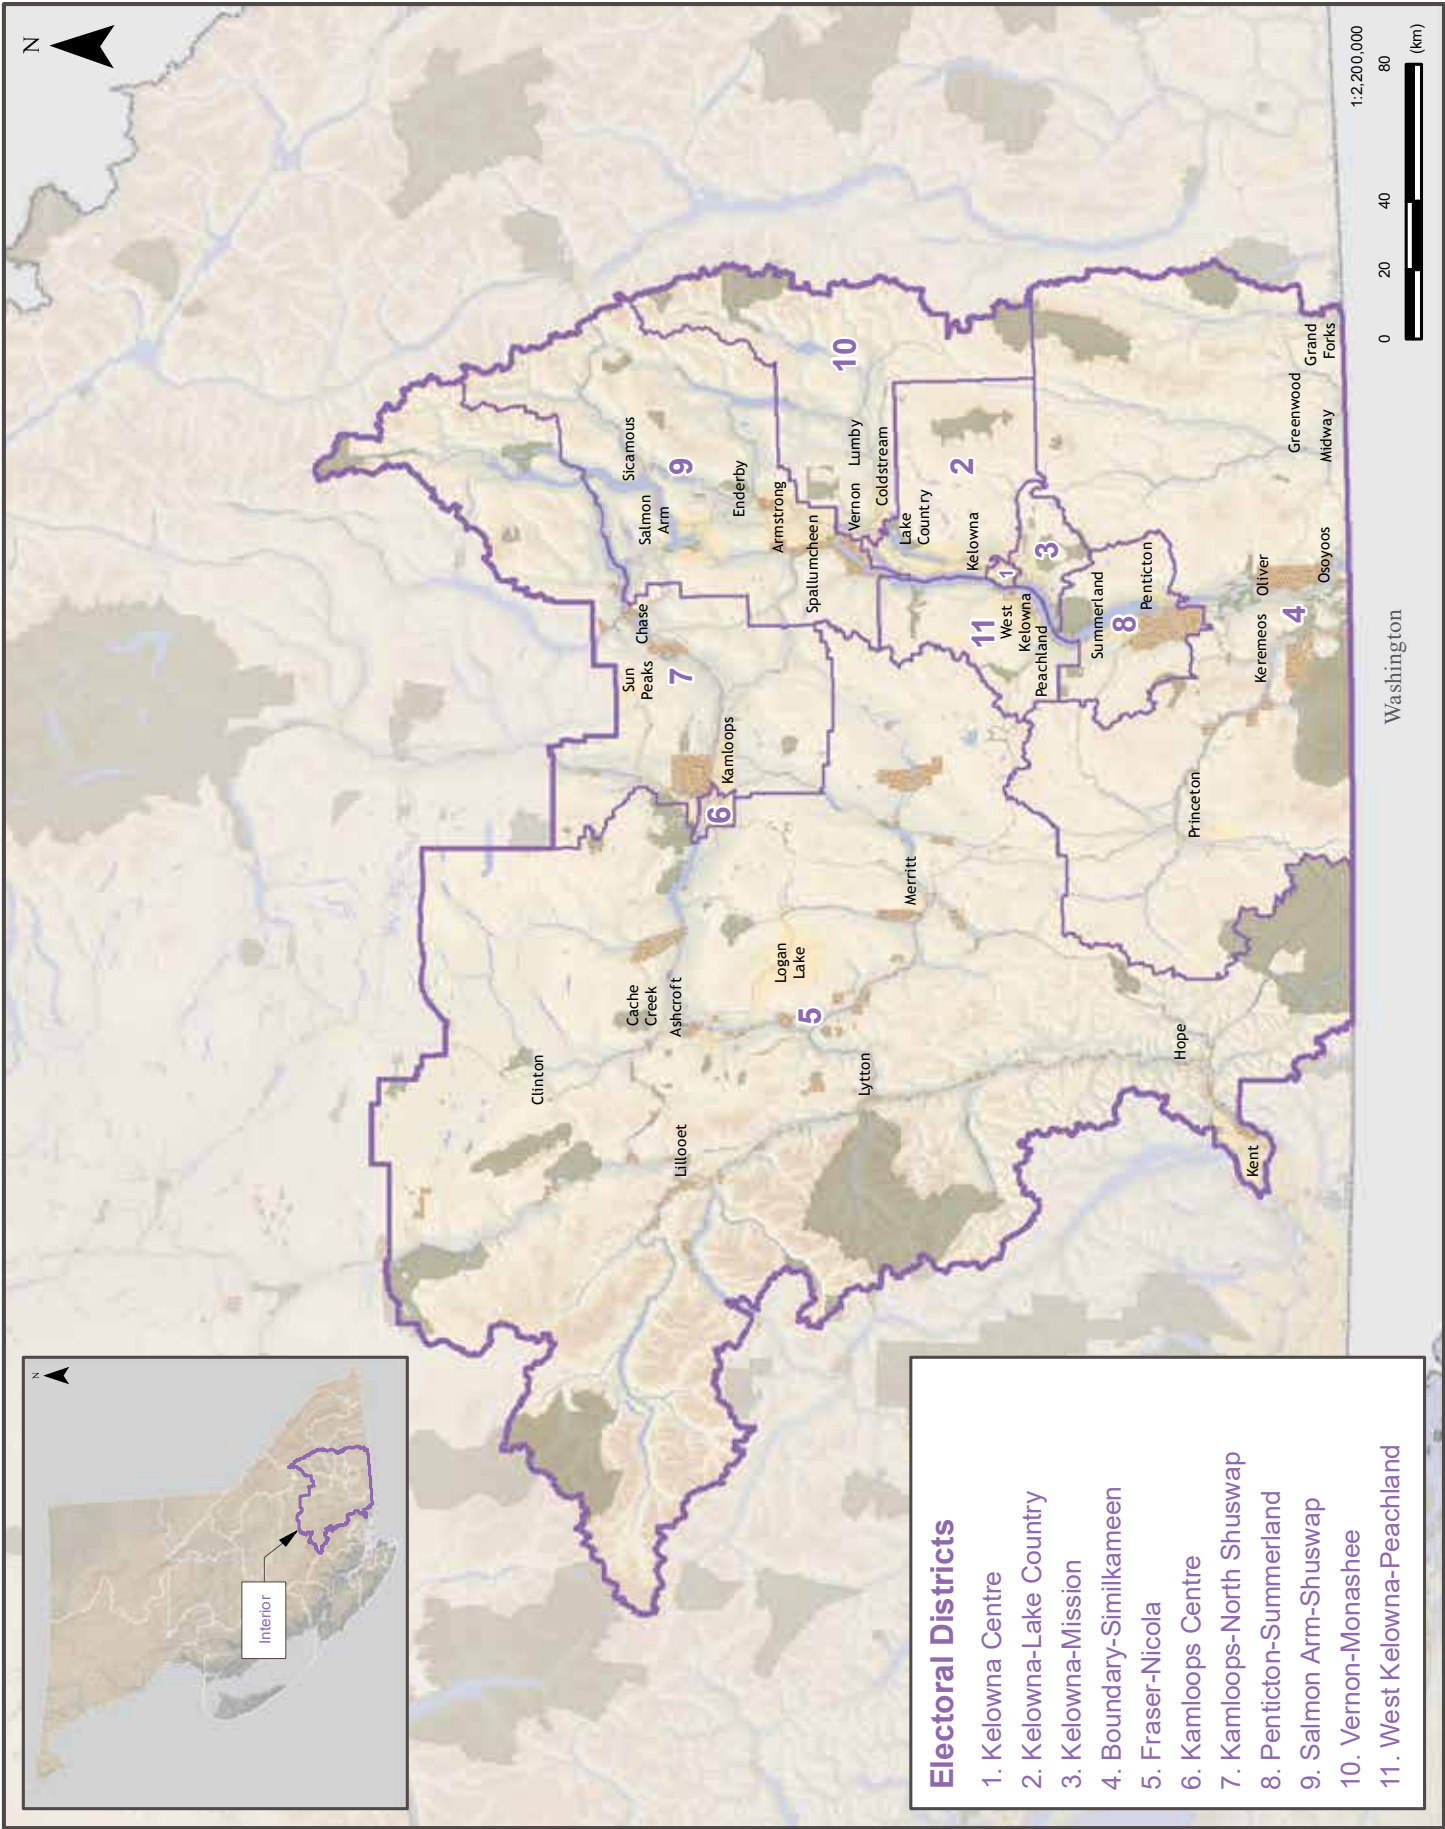 N
Interior
N
Clinton
Lillooet
Cache
Creek
Ashcroft
Logan
Lake
5
Lytton
Merritt
Hope
Kent
6
Kamloops
Sun
Peaks
7
Chase
Salmon
Arm
Sicamous
9
Enderby
Armstrong
Spallumcheen
Vernon
Lumby
Coldstream
10
Lake
Country
2
Kelowna
1
11
West
Kelowna
Peachland
3
Summerland
8
Penticton
Princeton
Keremeos
Oliver
4
Osoyoos
Greenwood
Midway
Grand
Forks
Washington
1:2,200,000
0 20 40 80
(km)
Electoral Districts
1. Kelowna Centre
2. Kelowna-Lake Country
3. Kelowna-Mission
4. Boundary-Similkameen
5. Fraser-Nicola
6. Kamloops Centre
7. Kamloops-North Shuswap
8. Penticton-Summerland
9. Salmon Arm-Shuswap
10. Vernon-Monashee
11. West Kelowna-Peachland